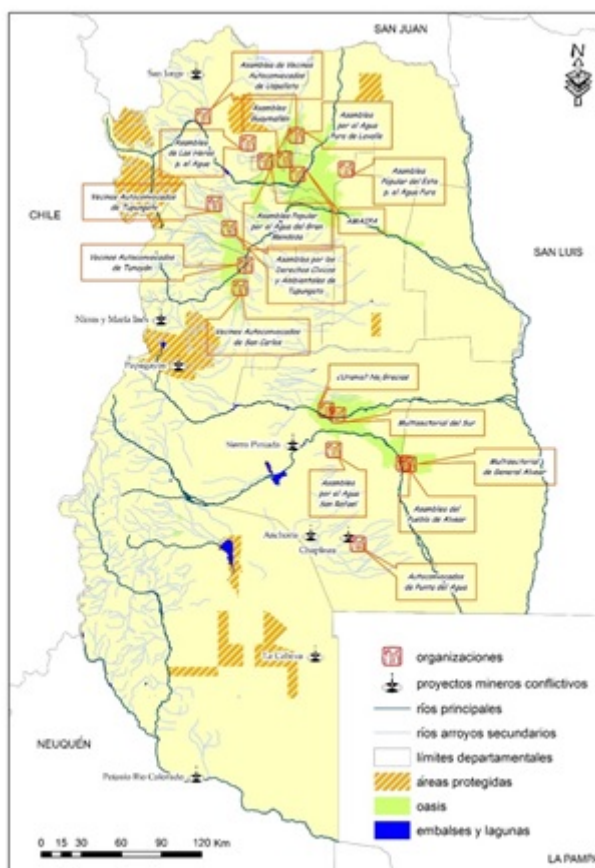 SAN JUAN
N
San Jorge
Asamblea de Vecinos
Autoconvocados
de Uspallata
Asamblea
Guaymallén
Asamblea
por el Agua
Pura de Lavalle
Asamblea
de Las Heras
p. el Agua
Asamblea
Popular del Este
p. el Agua Pura
Vecinos Autoconvocados
de Tupungato
Asamblea Popular
por el Agua del Gran
Mendoza
AMAIPA
CHILE
SAN LUIS
Vecinos Autoconvocados
de Tunuyán
Asamblea por los
Derechos Cívicos
y Ambientales de
Tupungato
Vecinos Autoconvocados
de San Carlos
Papagayos
¿Uranio? No, Gracias
Multisectorial del Sur
Sierra Pintada
Multisectorial
de General Alvear
Asamblea
por el Agua
San Rafael
Asamblea del
Pueblo de Alvear
Anchoris
Autoconvocados
de Punta del Agua
La Cabeza
NEUQUÉN
Potasio Río Colorado
organizaciones
proyectos mineros conflictivos
ríos principales
ríos arroyos secundarios
límites departamentales
áreas protegidas
oasis
embalses y lagunas
0 15 30 60 90 120 Km
LA PAMPA